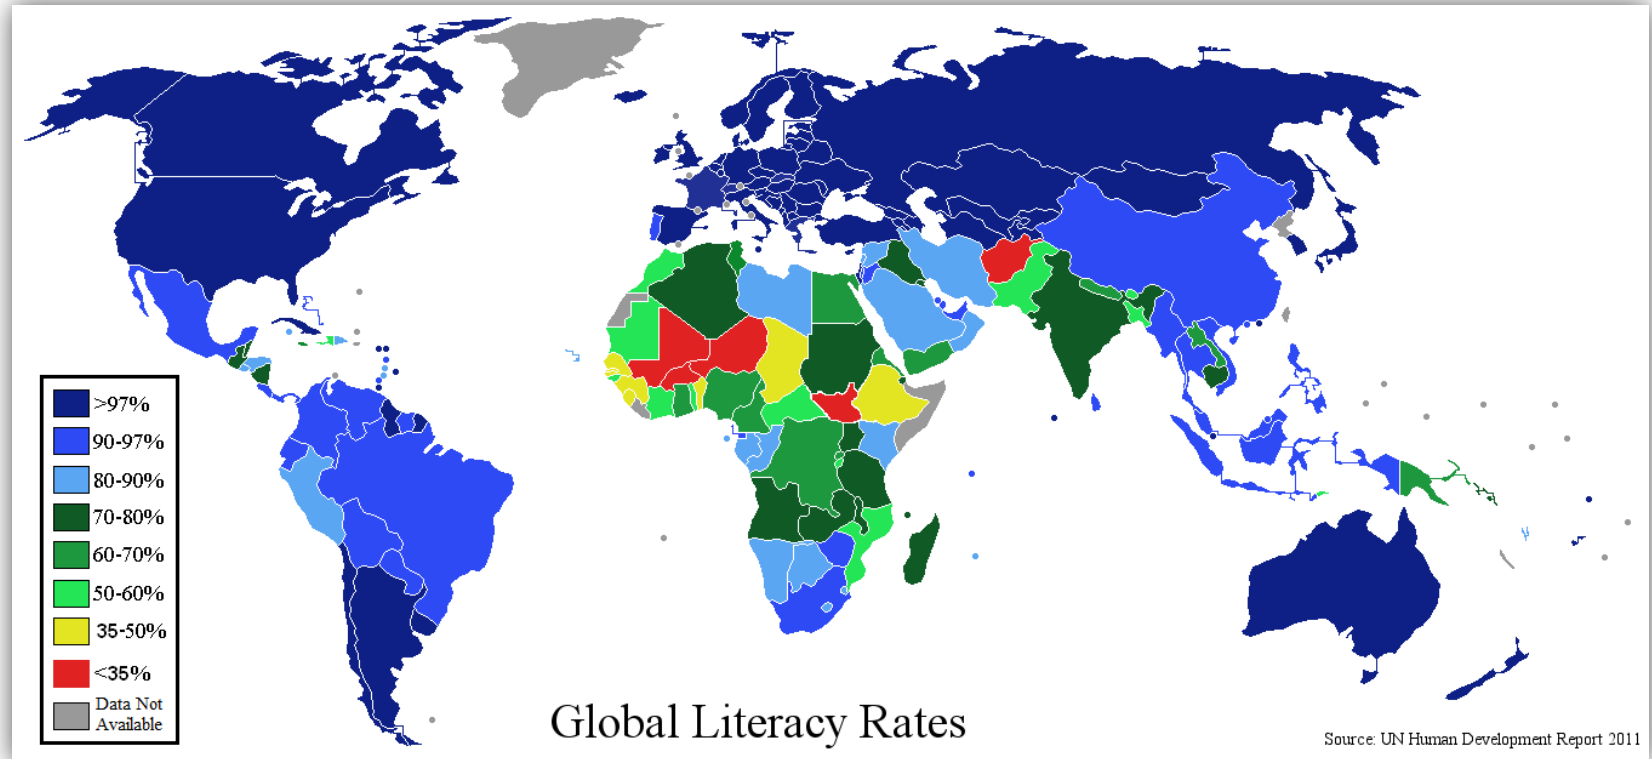 >97%
90-97%
80-90%
70-80%
60-70%
50-60%
35-50%
<35%
Data Not
Available
Global Literacy Rates
Source: UN Human Development Report 2011